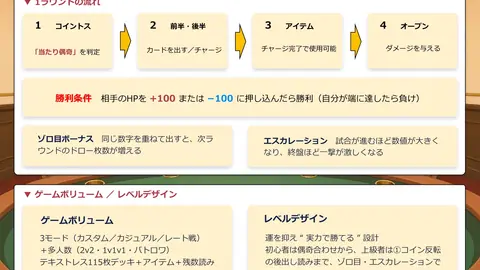 ▼ 1ラウンドの流れ
1 コイントス
「当たり偶奇」を判定
2 前半・後半
カードを出す／チャージ
3 アイテム
チャージ完了で使用可能
4 オープン
ダメージを与える
勝利条件 相手のHPを +100 または −100 に押し込んだら勝利（自分が端に達したら負け）
ゾロ目ボーナス 同じ数字を重ねて出すと、次ラ
ウンドのドロー枚数が増える
エスカレーション 試合が進むほど数値が大きく
なり、終盤ほど一撃が激しくなる
▼ ゲームボリューム ／ レベルデザイン
ゲームボリューム
3モード（カスタム／カジュアル／レート戦）
＋多人数（2v2・1v1v1・バトロワ）
テキストレス115枚デッキ＋アイテム＋残数読み
レベルデザイン
運を抑え “ 実力で勝てる ” 設計
初心者は偶奇合わせから、上級者は①コイン反転
の後出し読みまで、ゾロ目・エスカレーションで